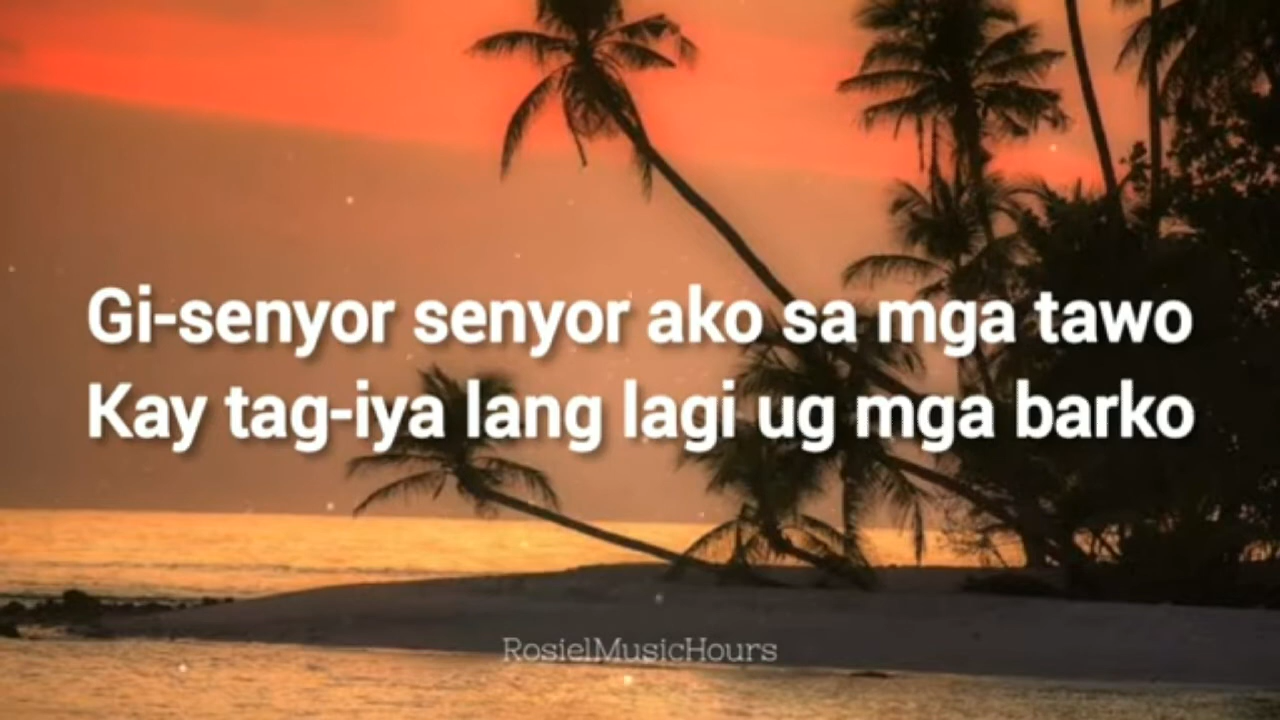 Gi-senyor senyor ako sa mga tawo
Kay tag-iya lang lagi ug mga barko
RosielMusicHours